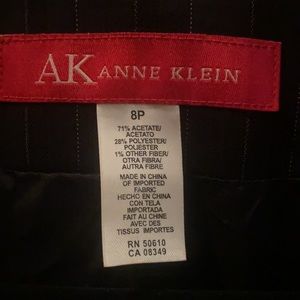 AK ANNE KLEIN
8P
71% ACETATE/
ACETATO
28% POLYESTER/
POLIESTER
1% OTHER FIBER/
OTRA FIBRA/
AUTRE FIBRE
MADE IN CHINA
OF IMPORTED
FABRIC
HECHO EN CHINA
CON TELA
IMPORTADA
FAIT AU CHINE
AVEC DES
TISSUS IMPORTES
RN 50610
CA 08349